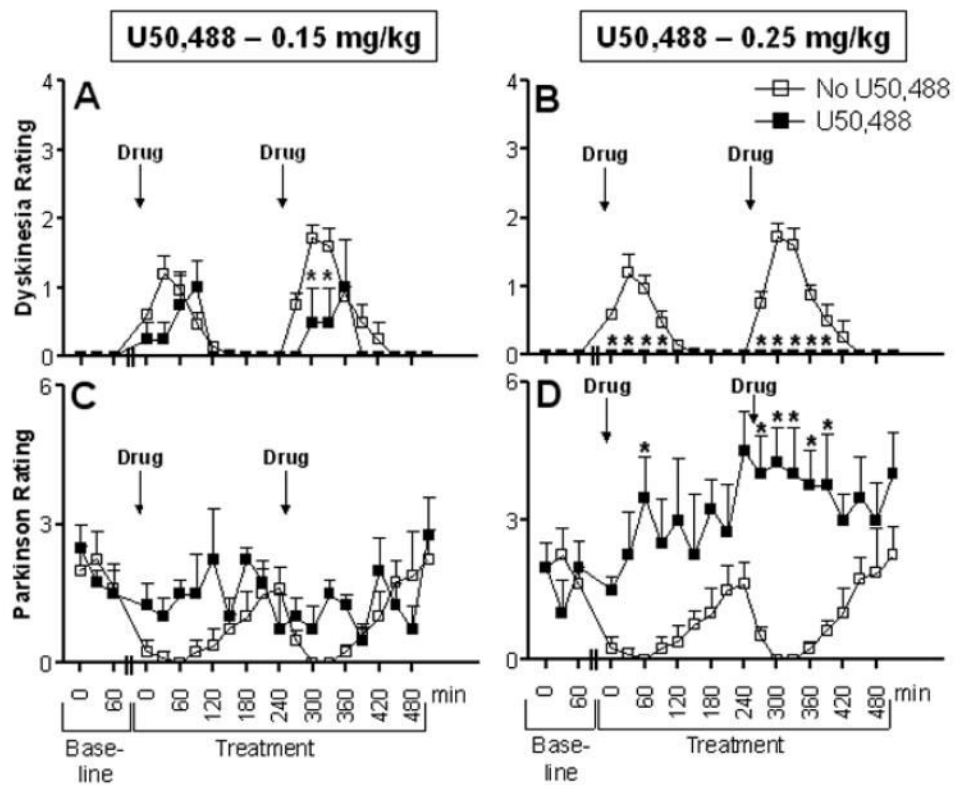 U50,488 – 0.15 mg/kg
U50,488 – 0.25 mg/kg
A
Dyskinesia Rating
4
3
2
1
0
Drug
Drug
* *
B
4
3
2
1
0
No U50,488
U50,488
Drug
Drug
* * * *
* * * * *
C
Parkinson Rating
6
3
0
Drug
Drug
0 60
0 60 120 180 240 300 360 420 480 min
Base-
line
Treatment
D
6
3
0
Drug
Drug
*
* * * * *
0 60
0 60 120 180 240 300 360 420 480 min
Base-
line
Treatment